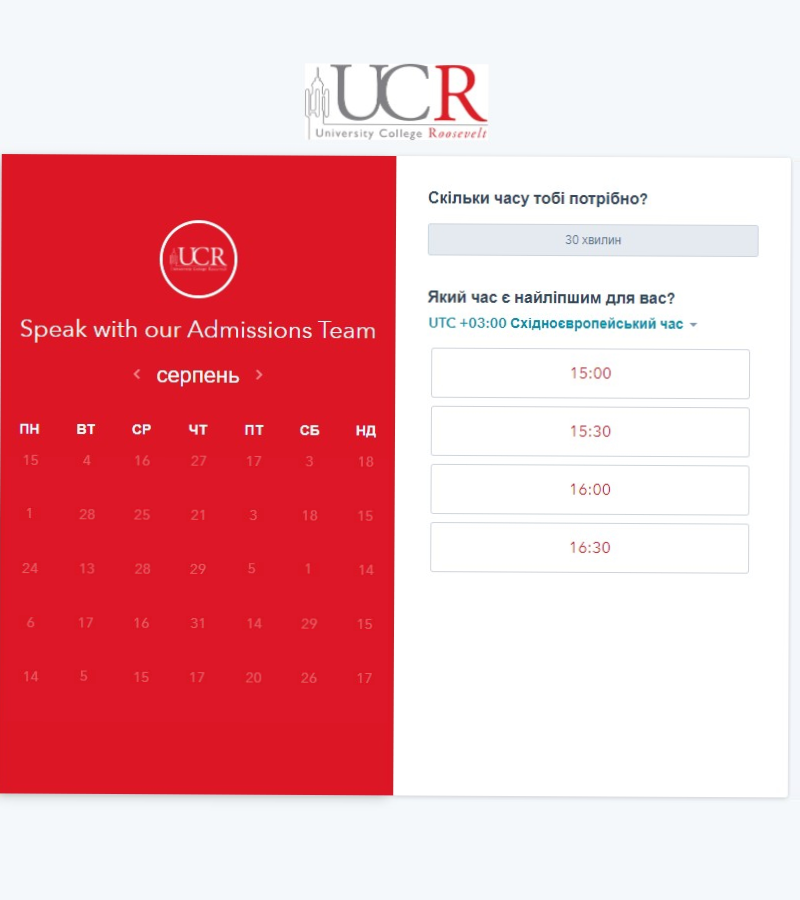 UCR
University College Roosevelt
UCR
Speak with our Admissions Team
серпень
ПН ВТ СР ЧТ ПТ СБ НД
15 4 16 27 17 3 18
1 28 25 21 3 18 15
24 13 28 29 5 1 14
6 17 16 31 14 29 15
14 5 15 17 20 26 17
Скільки часу тобі потрібно?
30 хвилин
Який час є найліпшим для вас?
UTC +03:00 Східноєвропейський час
15:00
15:30
16:00
16:30